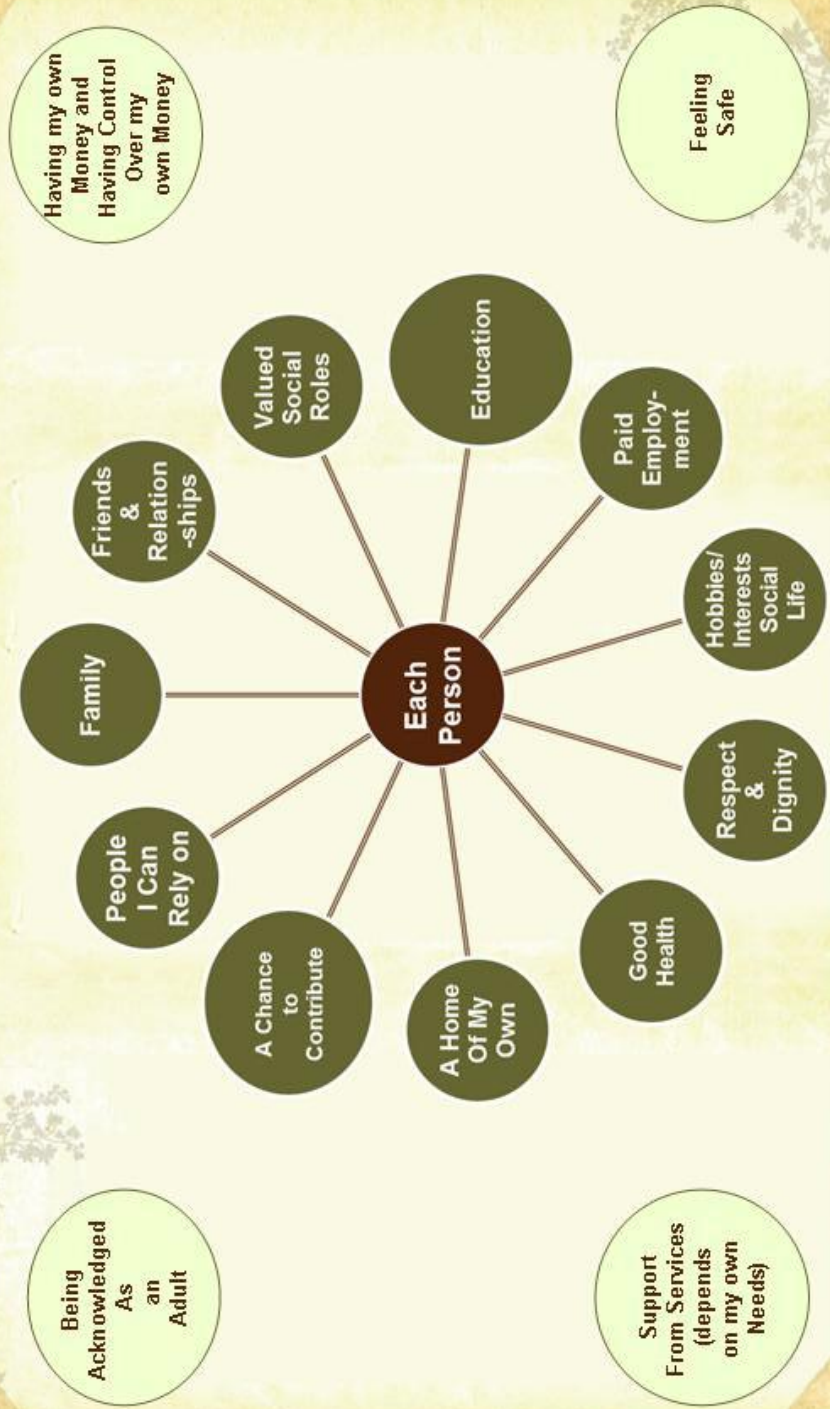 Being
Acknowledged
As
an
Adult
Having my own
Money and
Having Control
Over my
own Money
Family
Friends
&
Relation
-ships
Valued
Social
Roles
Education
Paid
Employ-
ment
Hobbies/
Interests
Social
Life
Respect
&
Dignity
Good
Health
A Home
Of My
Own
A Chance
to
Contribute
People
I Can
Rely on
Each
Person
Support
From Services
(depends
on my own
Needs)
Feeling
Safe